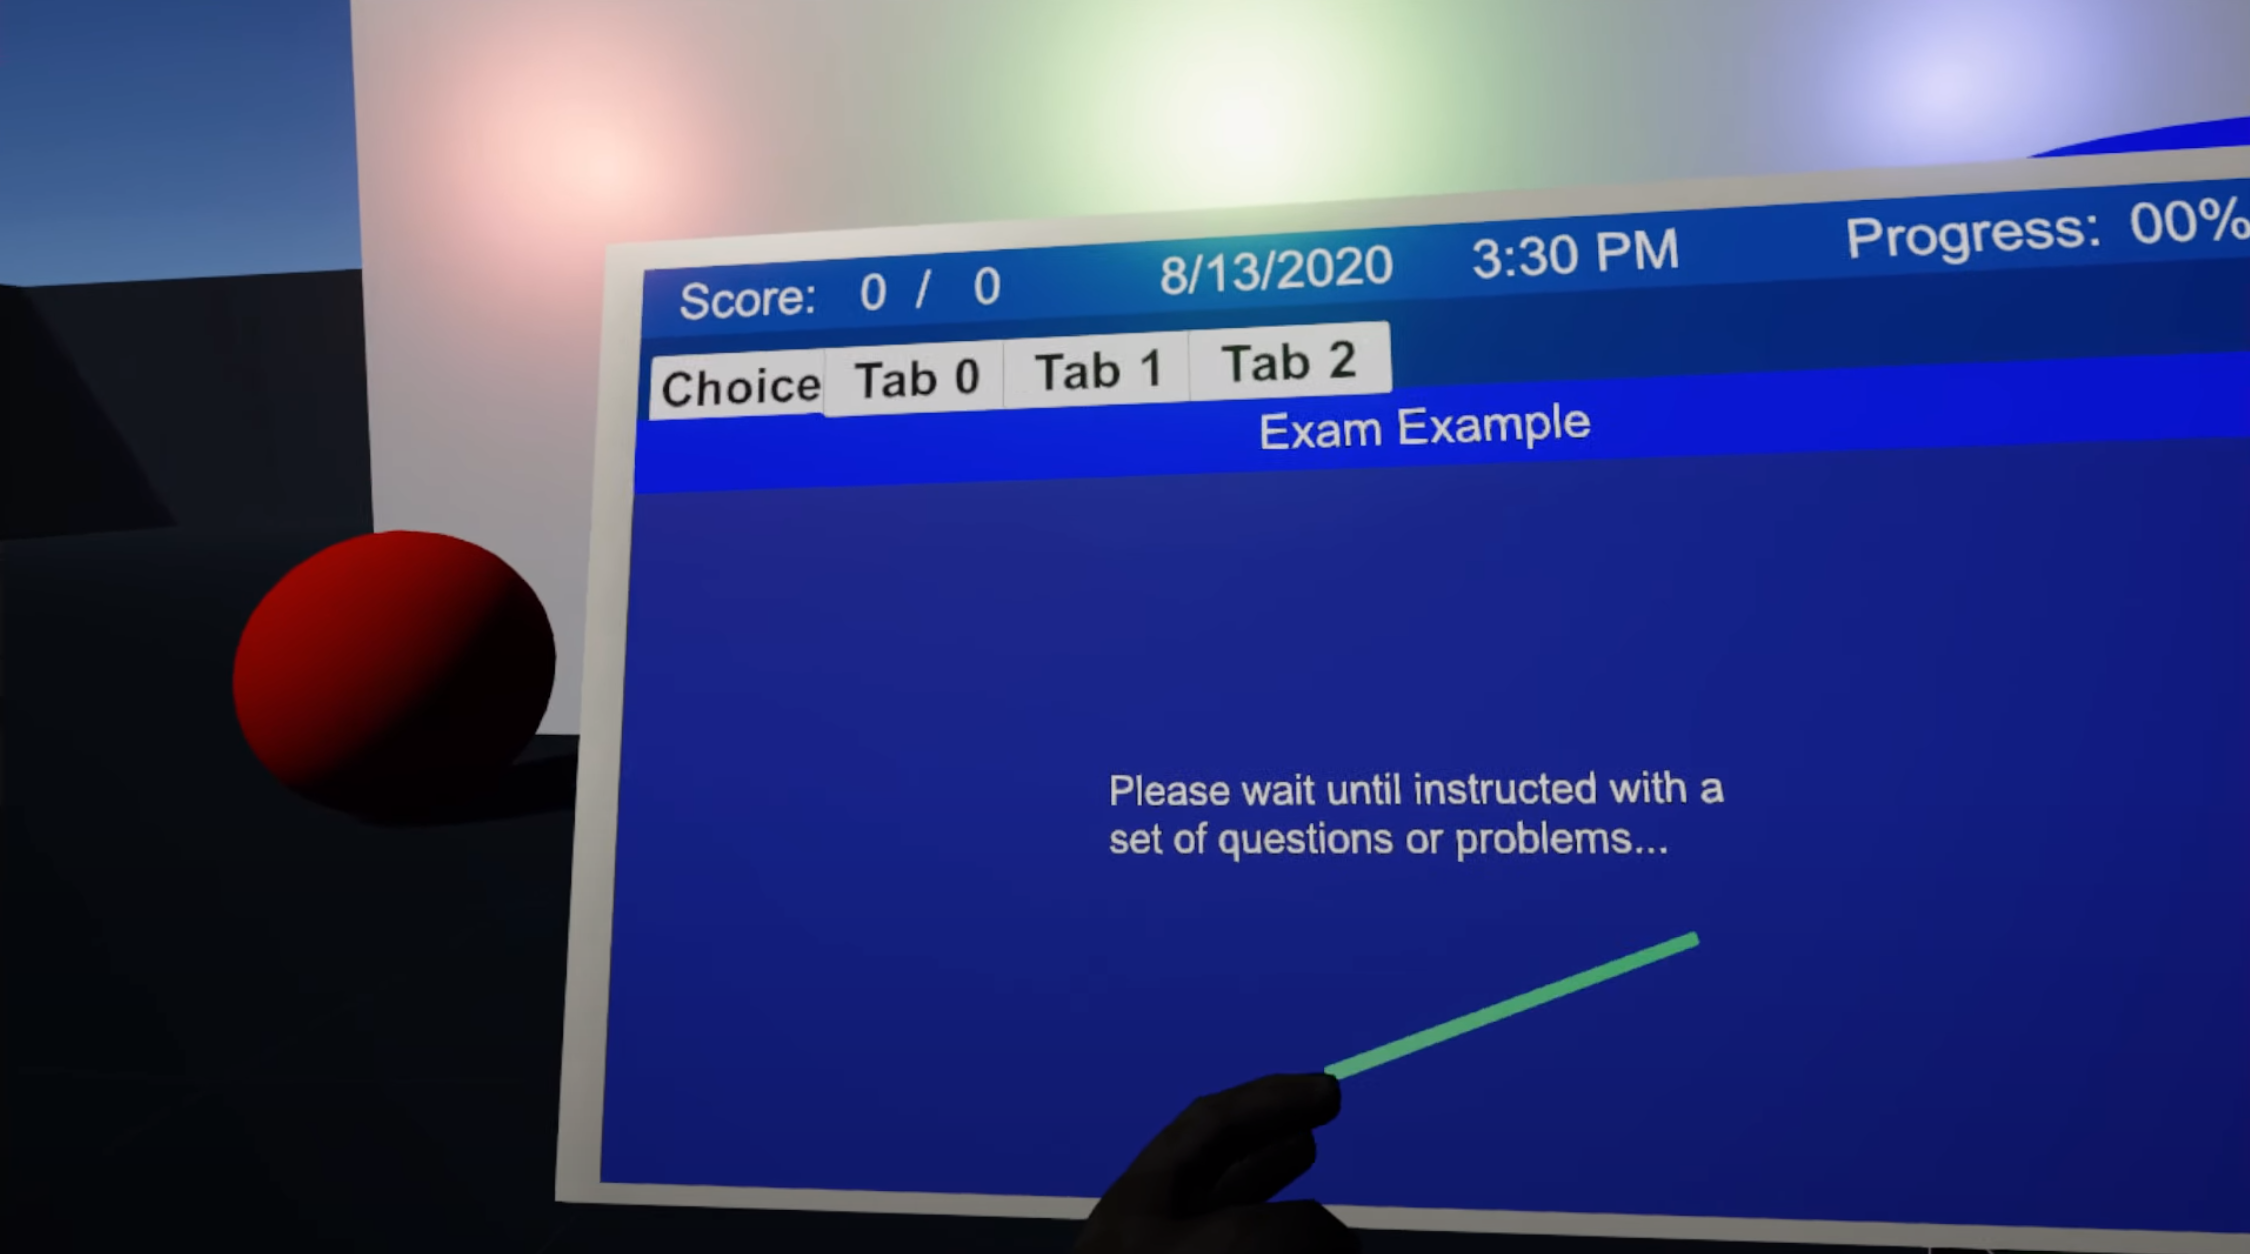 Score: 0 / 0 8/13/2020 3:30 PM Progress: 00%
Choice Tab 0 Tab 1 Tab 2
Exam Example
Please wait until instructed with a
set of questions or problems...